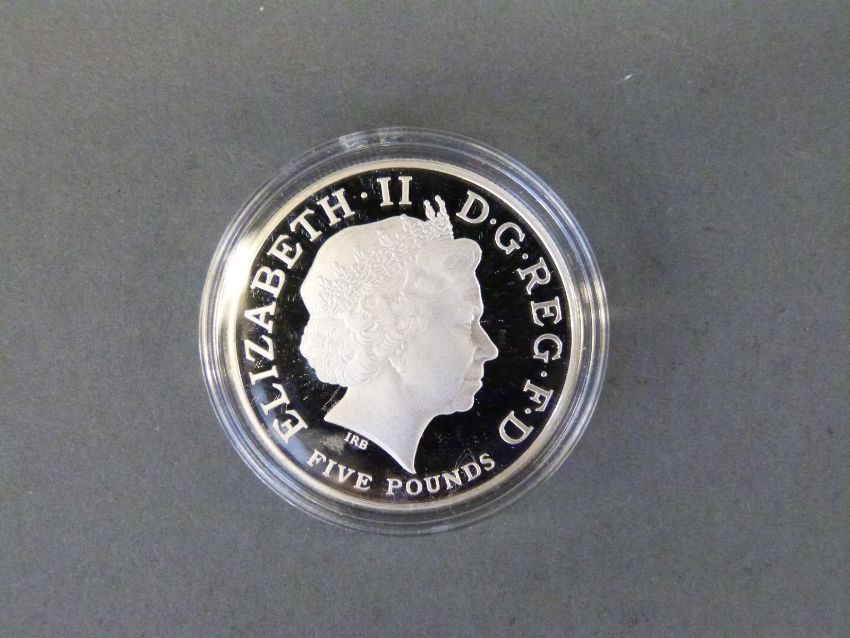 ELIZABETH · II D · G · REG · F · D
FIVE POUNDS
IRB